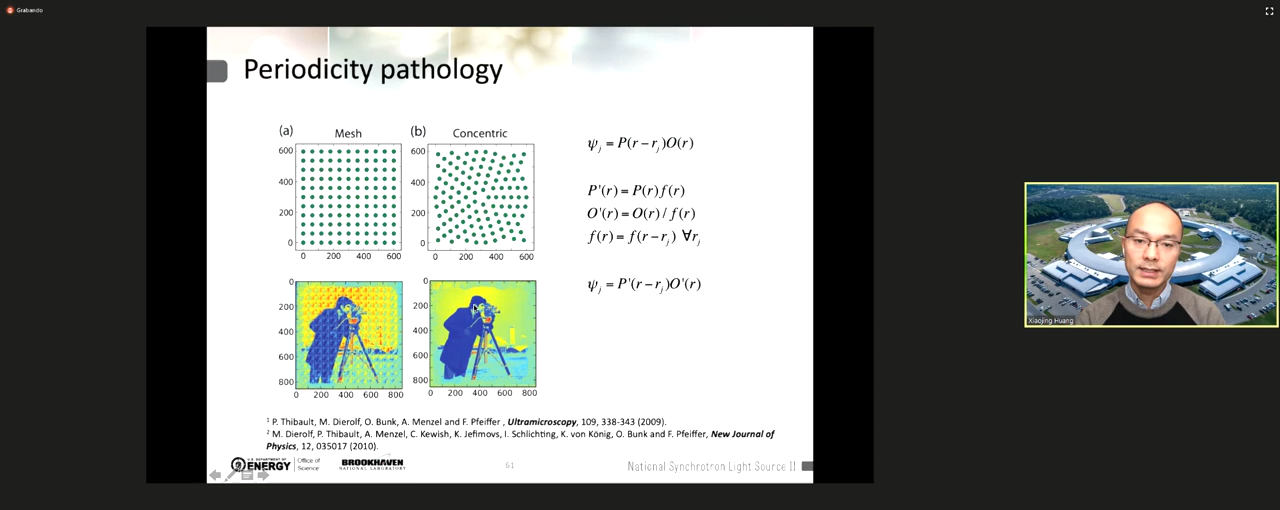 Grabando
Periodicity pathology
(a) Mesh
(b) Concentric
600
400
200
0
0 200 400 600
600
400
200
0
0 200 400 600
0
200
400
600
800
0 200 400 600 800
0
200
400
600
800
0 200 400 600 800
ψj = P(r − rj)O(r)
P'(r) = P(r)f(r)
O'(r) = O(r) / f(r)
f(r) = f(r − rj) ∀rj
ψj = P'(r − rj)O'(r)
1 P. Thibault, M. Dierolf, O. Bunk, A. Menzel and F. Pfeiffer , Ultramicroscopy, 109, 338-343 (2009).
2 M. Dierolf, P. Thibault, A. Menzel, C. Kewish, K. Jefimovs, I. Schlichting, K. von König, O. Bunk and F. Pfeiffer, New Journal of
Physics, 12, 035017 (2010).
U.S. DEPARTMENT OF
ENERGY
Office of
Science
BROOKHAVEN
NATIONAL LABORATORY
61
National Synchrotron Light Source II
Xiaojing Huang